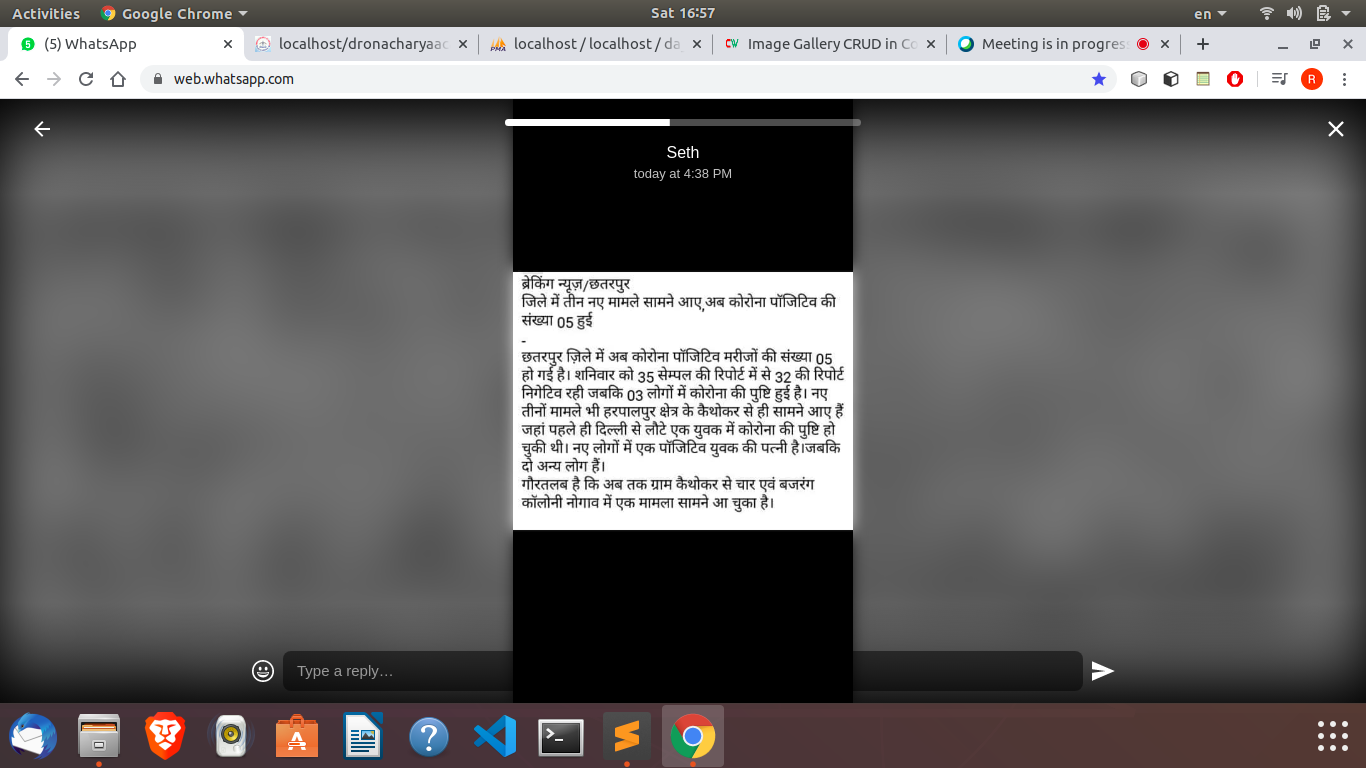 Activities
Google Chrome
Sat 16:57
en
(5) WhatsApp
localhost/dronacharyaac
localhost / localhost / da
Image Gallery CRUD in Co
Meeting is in progress
web.whatsapp.com
R
Seth
today at 4:38 PM
ब्रेकिंग न्यूज़/छतरपुर
जिले में तीन नए मामले सामने आए,अब कोरोना पॉजिटिव की
संख्या 05 हुई
-
छतरपुर ज़िले में अब कोरोना पॉजिटिव मरीजों की संख्या 05
हो गई है। शनिवार को 35 सेम्पल की रिपोर्ट में से 32 की रिपोर्ट
निगेटिव रही जबकि 03 लोगों में कोरोना की पुष्टि हुई है। नए
तीनों मामले भी हरपालपुर क्षेत्र के कैथोकर से ही सामने आए हैं
जहां पहले ही दिल्ली से लौटे एक युवक में कोरोना की पुष्टि हो
चुकी थी। नए लोगों में एक पॉजिटिव युवक की पत्नी है।जबकि
दो अन्य लोग हैं।
गौरतलब है कि अब तक ग्राम कैथोकर से चार एवं बजरंग
कॉलोनी नोगाव में एक मामला सामने आ चुका है।
Type a reply…